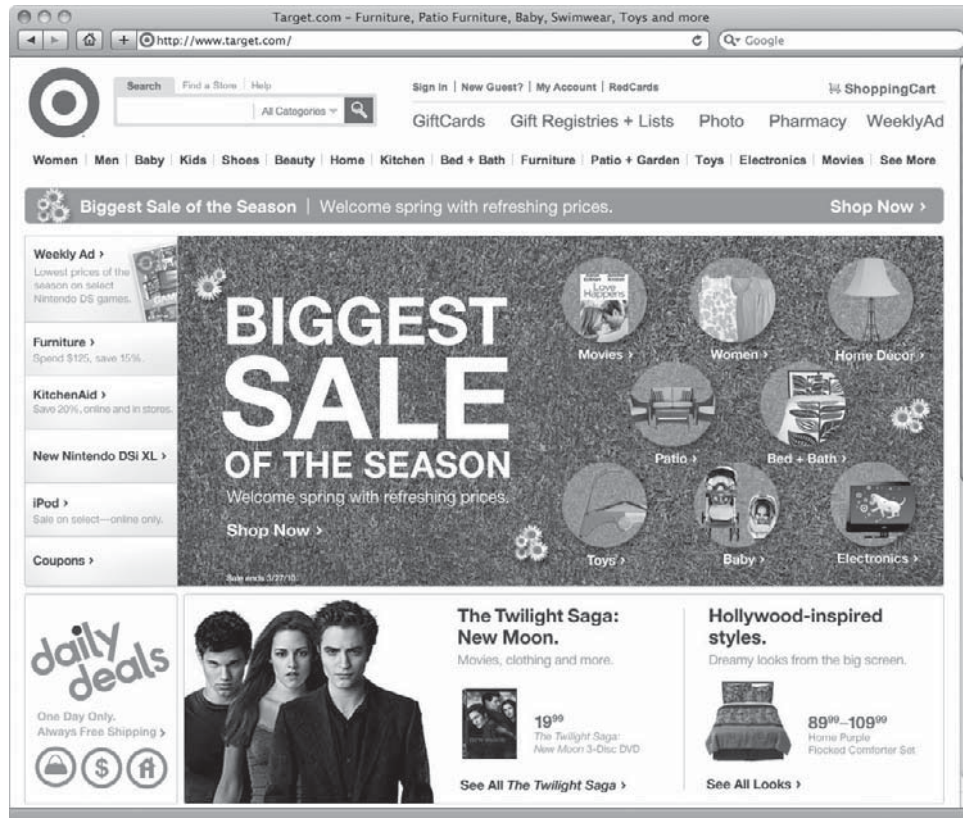 Target.com – Furniture, Patio Furniture, Baby, Swimwear, Toys and more
http://www.target.com/
Google
Search | Find a Store | Help
All Categories
Sign In | New Guest? | My Account | RedCards
ShoppingCart
GiftCards Gift Registries + Lists Photo Pharmacy WeeklyAd
Women | Men | Baby | Kids | Shoes | Beauty | Home | Kitchen | Bed + Bath | Furniture | Patio + Garden | Toys | Electronics | Movies | See More
Biggest Sale of the Season | Welcome spring with refreshing prices.
Shop Now ›
Weekly Ad ›
Lowest prices of the
season on select
Nintendo DS games.
Furniture ›
Spend $125, save 15%.
KitchenAid ›
Save 20%, online and in stores.
New Nintendo DSi XL ›
iPod ›
Sale on select—online only.
Coupons ›
BIGGEST
SALE
OF THE SEASON
Welcome spring with refreshing prices.
Shop Now ›
Sale ends 3/27/10.
Love
Happens
Movies ›
Women ›
Home Décor ›
Patio ›
Bed + Bath ›
Toys ›
Baby ›
Electronics ›
daily
deals
One Day Only.
Always Free Shipping ›
$
The Twilight Saga:
New Moon.
Movies, clothing and more.
19⁹⁹
The Twilight Saga:
New Moon 3-Disc DVD
See All The Twilight Saga ›
Hollywood-inspired
styles.
Dreamy looks from the big screen.
89⁹⁹–109⁹⁹
Home Purple
Flocked Comforter Set
See All Looks ›